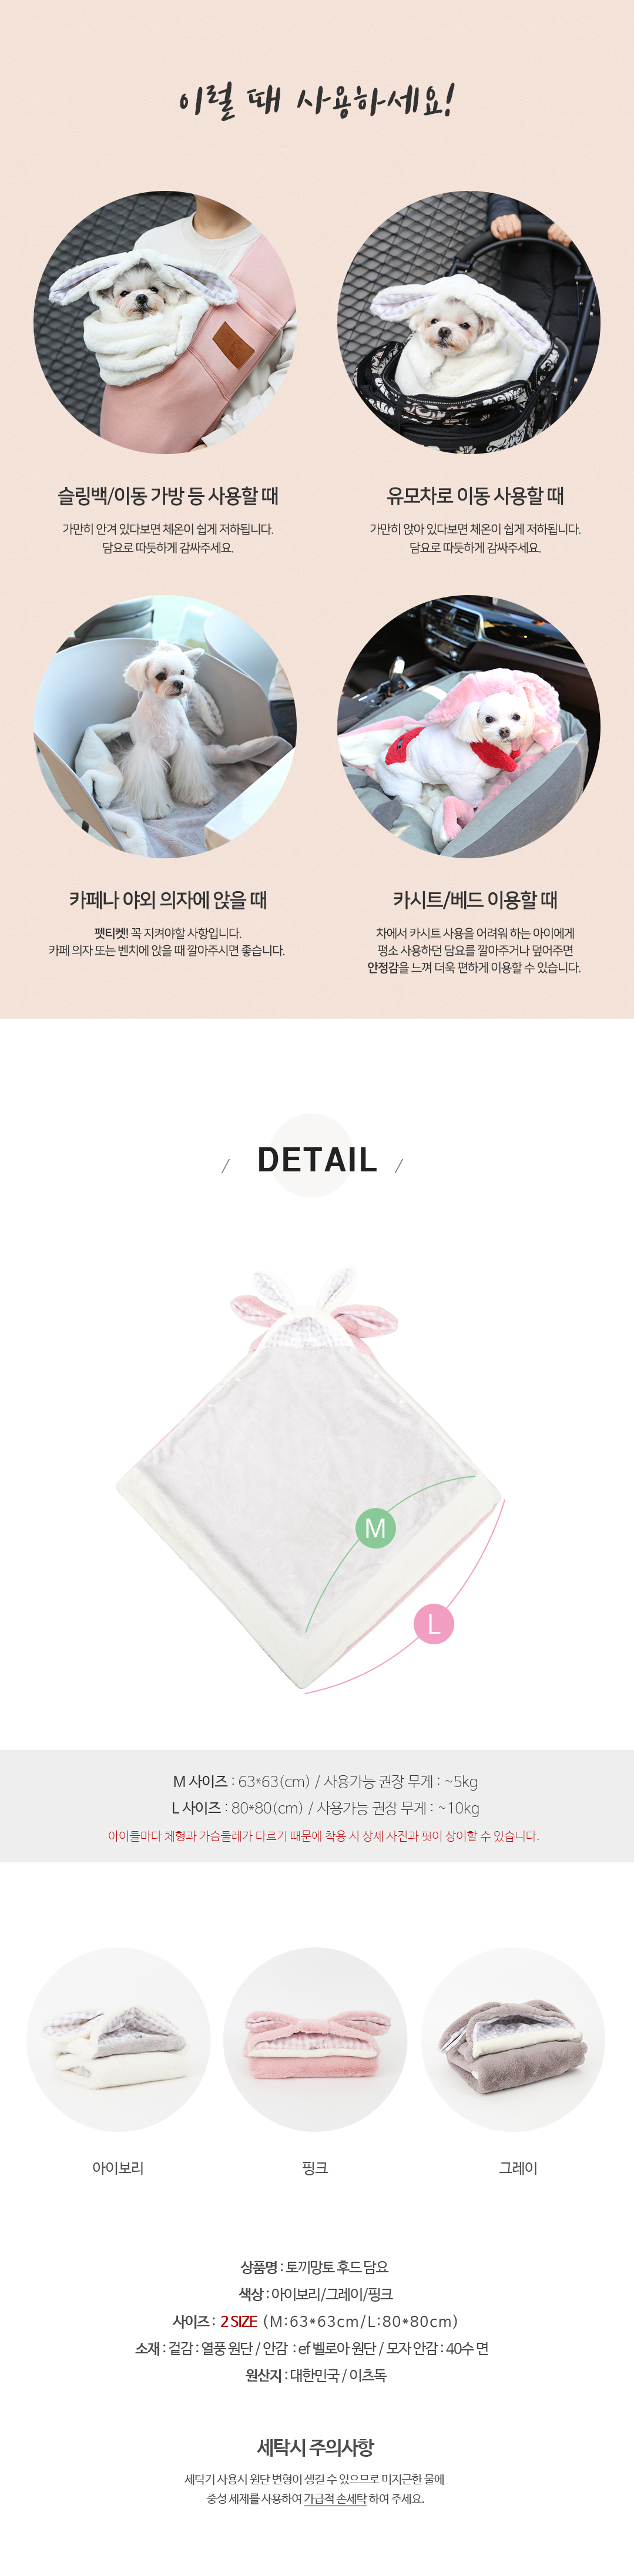 이럴 때 사용하세요!
슬링백/이동 가방 등 사용할 때
가만히 안겨 있다보면 체온이 쉽게 저하됩니다.
담요로 따듯하게 감싸주세요.
유모차로 이동 사용할 때
가만히 앉아 있다보면 체온이 쉽게 저하됩니다.
담요로 따듯하게 감싸주세요.
카페나 야외 의자에 앉을 때
펫티켓! 꼭 지켜야할 사항입니다.
카페 의자 또는 벤치에 앉을 때 깔아주시면 좋습니다.
카시트/베드 이용할 때
차에서 카시트 사용을 어려워 하는 아이에게
평소 사용하던 담요를 깔아주거나 덮어주면
안정감을 느껴 더욱 편하게 이용할 수 있습니다.
/ DETAIL /
M
L
M 사이즈 : 63*63(cm) / 사용가능 권장 무게 : ~5kg
L 사이즈 : 80*80(cm) / 사용가능 권장 무게 : ~10kg
아이들마다 체형과 가슴둘레가 다르기 때문에 착용 시 상세 사진과 핏이 상이할 수 있습니다.
아이보리
핑크
그레이
상품명 : 토끼망토 후드 담요
색상 : 아이보리/그레이/핑크
사이즈 : 2 SIZE (M:63*63cm/L:80*80cm)
소재 : 겉감 : 열풍 원단 / 안감 : ef 벨로아 원단 / 모자 안감 : 40수 면
원산지 : 대한민국 / 이츠독
세탁시 주의사항
세탁기 사용시 원단 변형이 생길 수 있으므로 미지근한 물에
중성 세제를 사용하여 가급적 손세탁 하여 주세요.